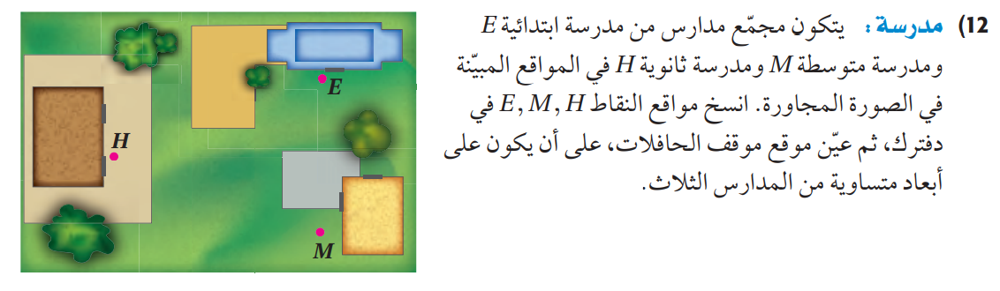 12) مدرسة : يتكون مجمّع مدارس من مدرسة ابتدائية E
ومدرسة متوسطة M ومدرسة ثانوية H في المواقع المبيّنة
في الصورة المجاورة. انسخ مواقع النقاط E, M, H في
دفترك، ثم عيّن موقع موقف الحافلات، على أن يكون على
أبعاد متساوية من المدارس الثلاث.
E
H
M